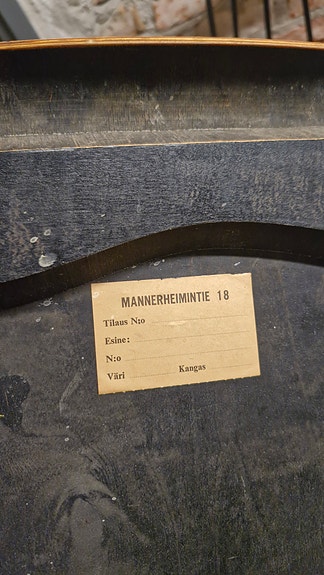 MANNERHEIMINTIE 18
Tilaus N:o
Esine:
N:o
Väri Kangas